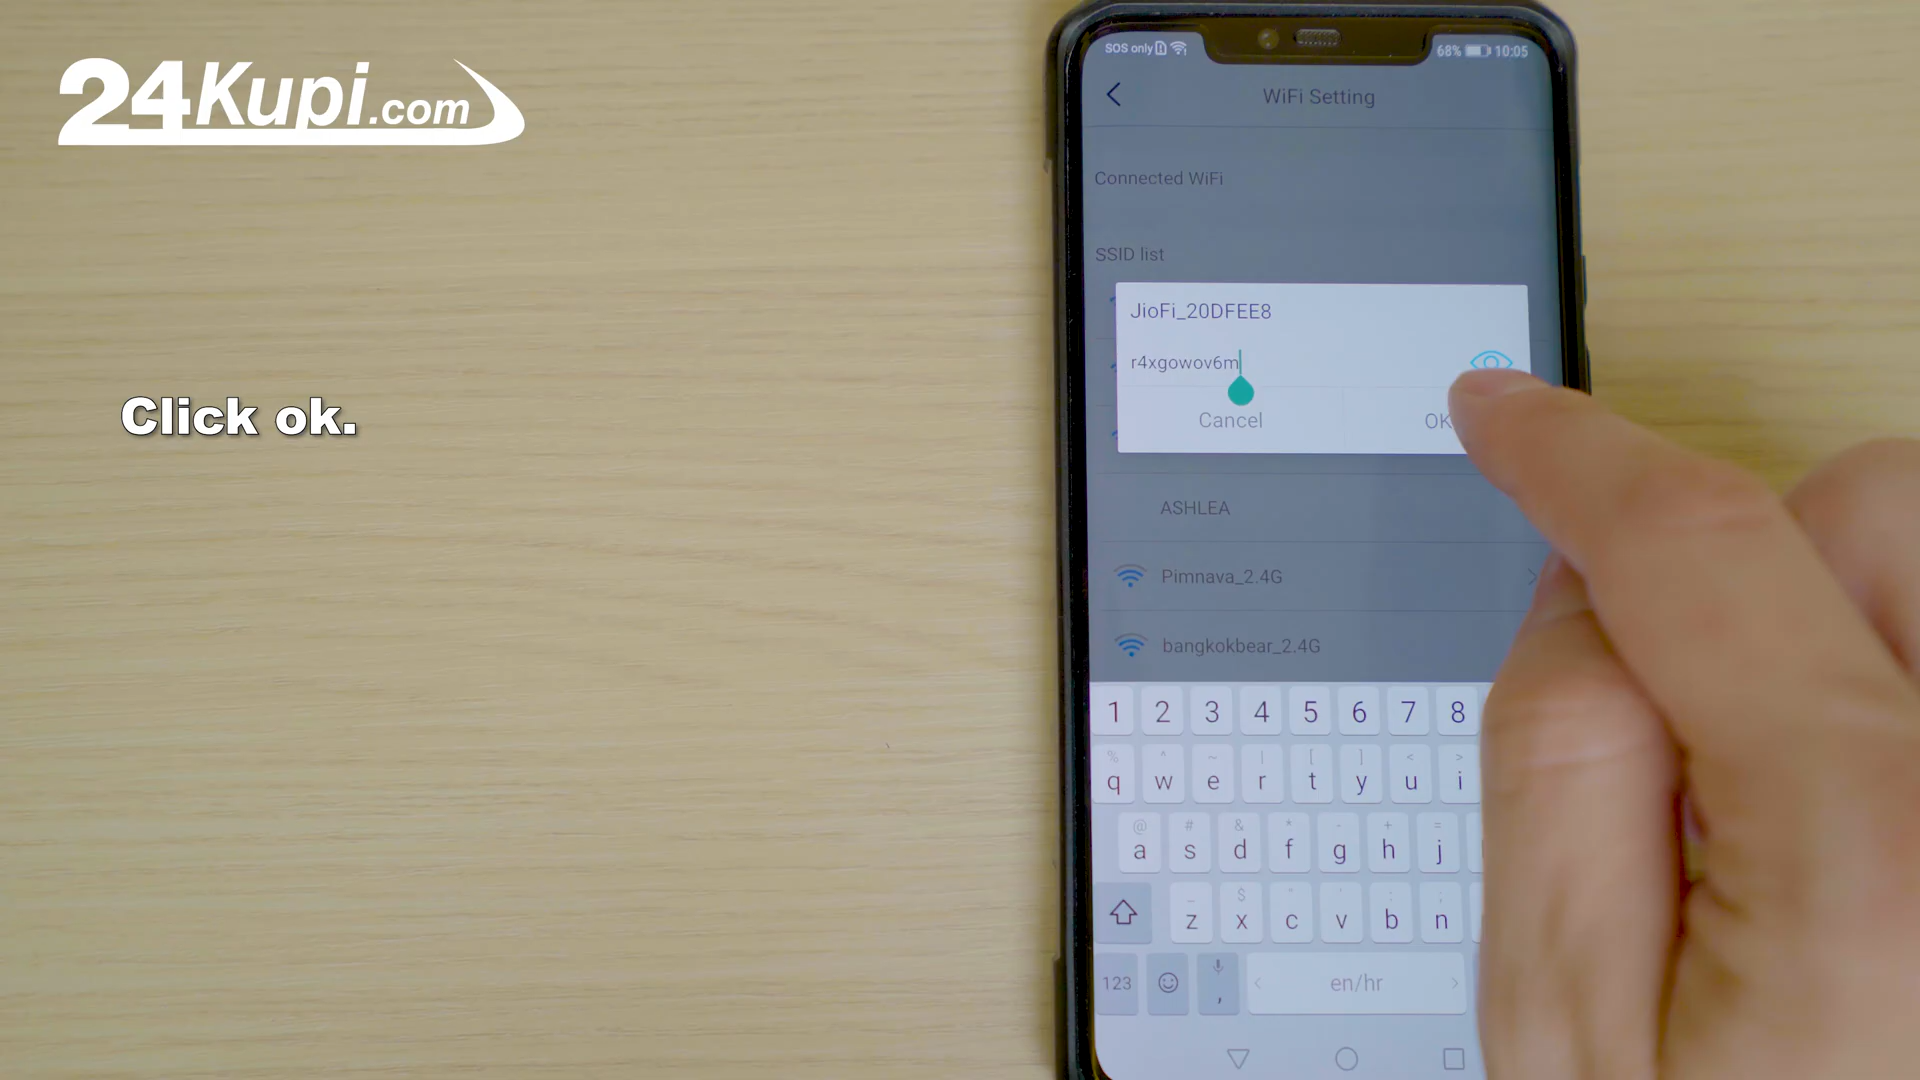 24Kupi.com
Click ok.
SOS only
68% 10:05
WiFi Setting
Connected WiFi
SSID list
JioFi_20DFEE8
r4xgowov6m
Cancel
OK
ASHLEA
Pimnava_2.4G
bangkokbear_2.4G
1 2 3 4 5 6 7 8
% ^ ~ | [ ] < >
q w e r t y u i
@ # & * - + =
a s d f g h j
_ $ " ' : ;
z x c v b n
123 , < en/hr >